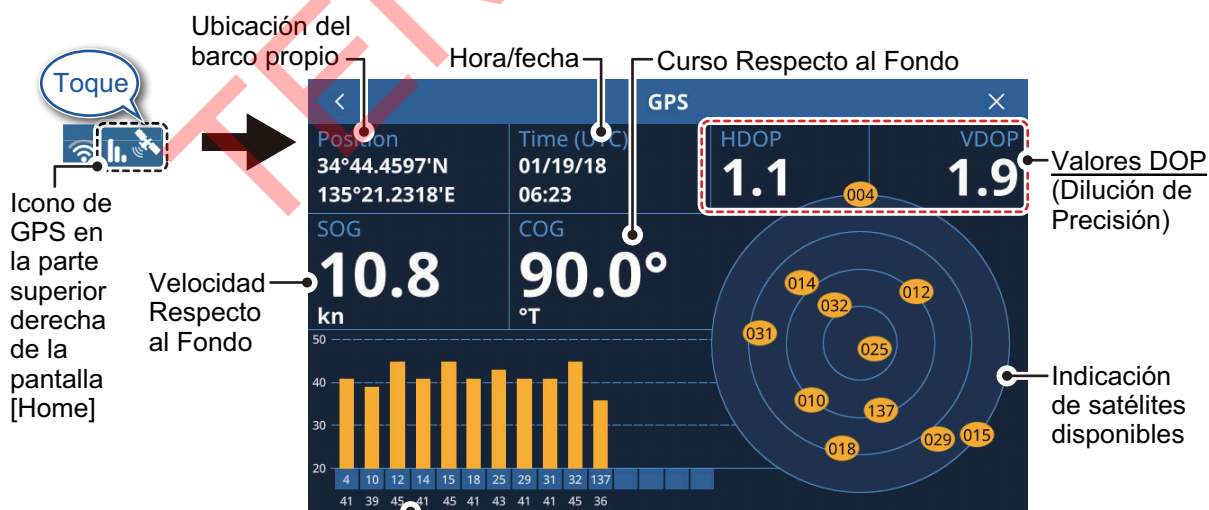 Ubicación del
barco propio
Hora/fecha
Curso Respecto al Fondo
Toque
GPS
Position
34°44.4597'N
135°21.2318'E
Time (UTC)
01/19/18
06:23
HDOP
1.1
VDOP
1.9
Valores DOP
(Dilución de
Precisión)
Icono de
GPS en
la parte
superior
derecha
de la
pantalla
[Home]
SOG
10.8
kn
COG
90.0°
°T
Velocidad
Respecto
al Fondo
004
014
012
032
031
025
010
137
018
029
015
Indicación
de satélites
disponibles
50
40
30
20
4 10 12 14 15 18 25 29 31 32 137
41 39 45 41 45 41 43 41 41 45 36
TEN